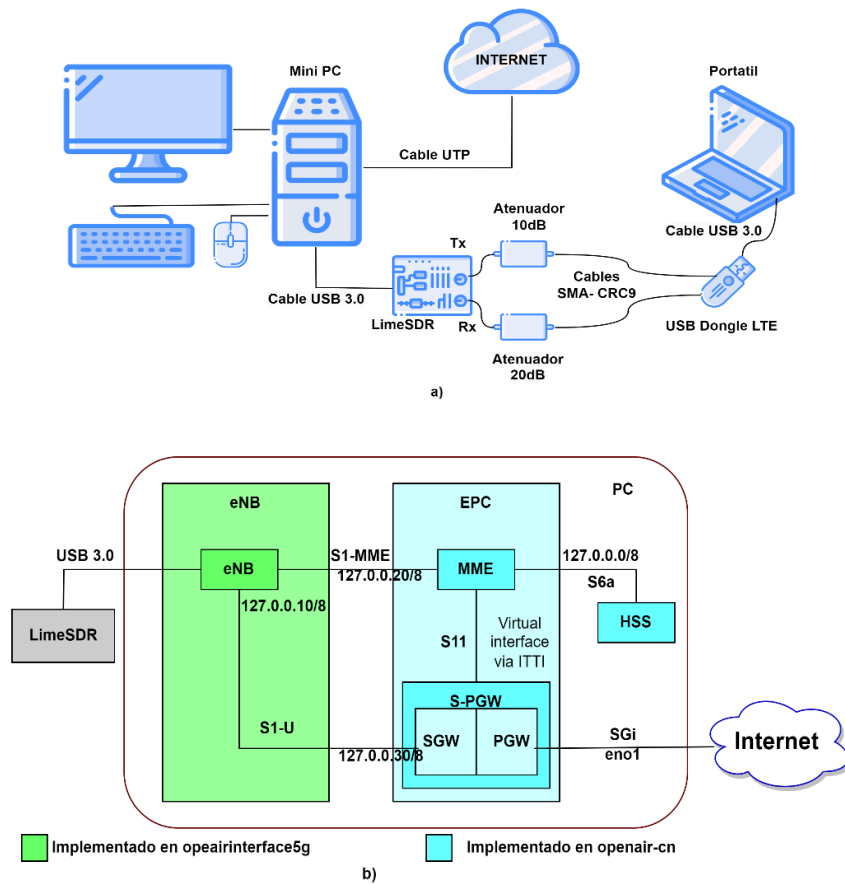 INTERNET
Mini PC
Portatil
Cable UTP
Atenuador
10dB
Cable USB 3.0
Tx
Cables
SMA- CRC9
Cable USB 3.0
LimeSDR
Rx
USB Dongle LTE
Atenuador
20dB
a)
eNB
EPC
PC
USB 3.0
S1-MME
127.0.0.0/8
eNB
MME
127.0.0.20/8
S6a
127.0.0.10/8
LimeSDR
HSS
S11
Virtual
interface
via ITTI
S-PGW
S1-U
SGW
PGW
SGi
Internet
127.0.0.30/8
eno1
Implementado en opeairinterface5g
Implementado en openair-cn
b)